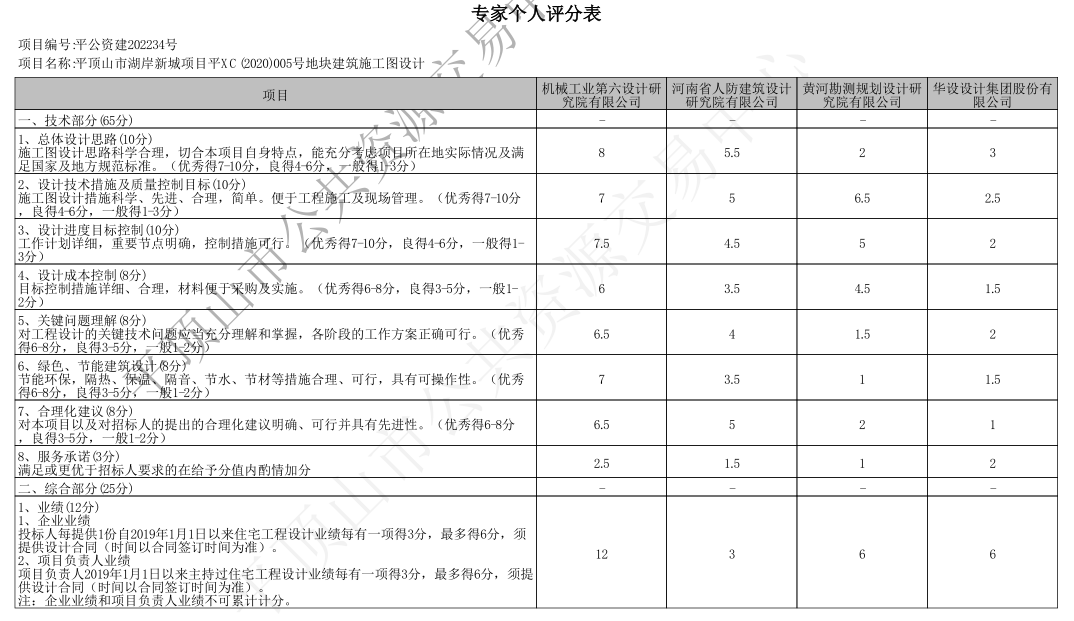 专家个人评分表
项目编号:平公资建202234号
项目名称:平顶山市湖岸新城项目平XC(2020)005号地块建筑施工图设计
项目 机械工业第六设计研究院有限公司 河南省人防建筑设计研究院有限公司 黄河勘测规划设计研究院有限公司 华设设计集团股份有限公司
一、技术部分(65分) - - - -
1、总体设计思路(10分)
施工图设计思路科学合理，切合本项目自身特点，能充分考虑项目所在地实际情况及满
足国家及地方规范标准。（优秀得7-10分，良得4-6分，一般得1-3分）
8 5.5 2 3
2、设计技术措施及质量控制目标(10分)
施工图设计措施科学、先进、合理，简单。便于工程施工及现场管理。（优秀得7-10分
，良得4-6分，一般得1-3分）
7 5 6.5 2.5
3、设计进度目标控制(10分)
工作计划详细，重要节点明确，控制措施可行。（优秀得7-10分，良得4-6分，一般得1-
3分）
7.5 4.5 5 2
4、设计成本控制(8分)
目标控制措施详细、合理，材料便于采购及实施。（优秀得6-8分，良得3-5分，一般1-
2分）
6 3.5 4.5 1.5
5、关键问题理解(8分)
对工程设计的关键技术问题应当充分理解和掌握，各阶段的工作方案正确可行。（优秀
得6-8分，良得3-5分，一般1-2分）
6.5 4 1.5 2
6、绿色、节能建筑设计(8分)
节能环保，隔热、保温、隔音、节水、节材等措施合理、可行，具有可操作性。（优秀
得6-8分，良得3-5分，一般1-2分）
7 3.5 1 1.5
7、合理化建议(8分)
对本项目以及对招标人的提出的合理化建议明确、可行并具有先进性。（优秀得6-8分
，良得3-5分，一般1-2分）
6.5 5 2 1
8、服务承诺(3分)
满足或更优于招标人要求的在给予分值内酌情加分
2.5 1.5 1 2
二、综合部分(25分) - - - -
1、业绩(12分)
1、企业业绩
投标人每提供1份自2019年1月1日以来住宅工程设计业绩每有一项得3分，最多得6分，须
提供设计合同（时间以合同签订时间为准）。
2、项目负责人业绩
项目负责人2019年1月1日以来主持过住宅工程设计业绩每有一项得3分，最多得6分，须提
供设计合同（时间以合同签订时间为准）。
注：企业业绩和项目负责人业绩不可累计计分。
12 3 6 6
平顶山市公共资源交易中
平顶山市公共资源交易中心